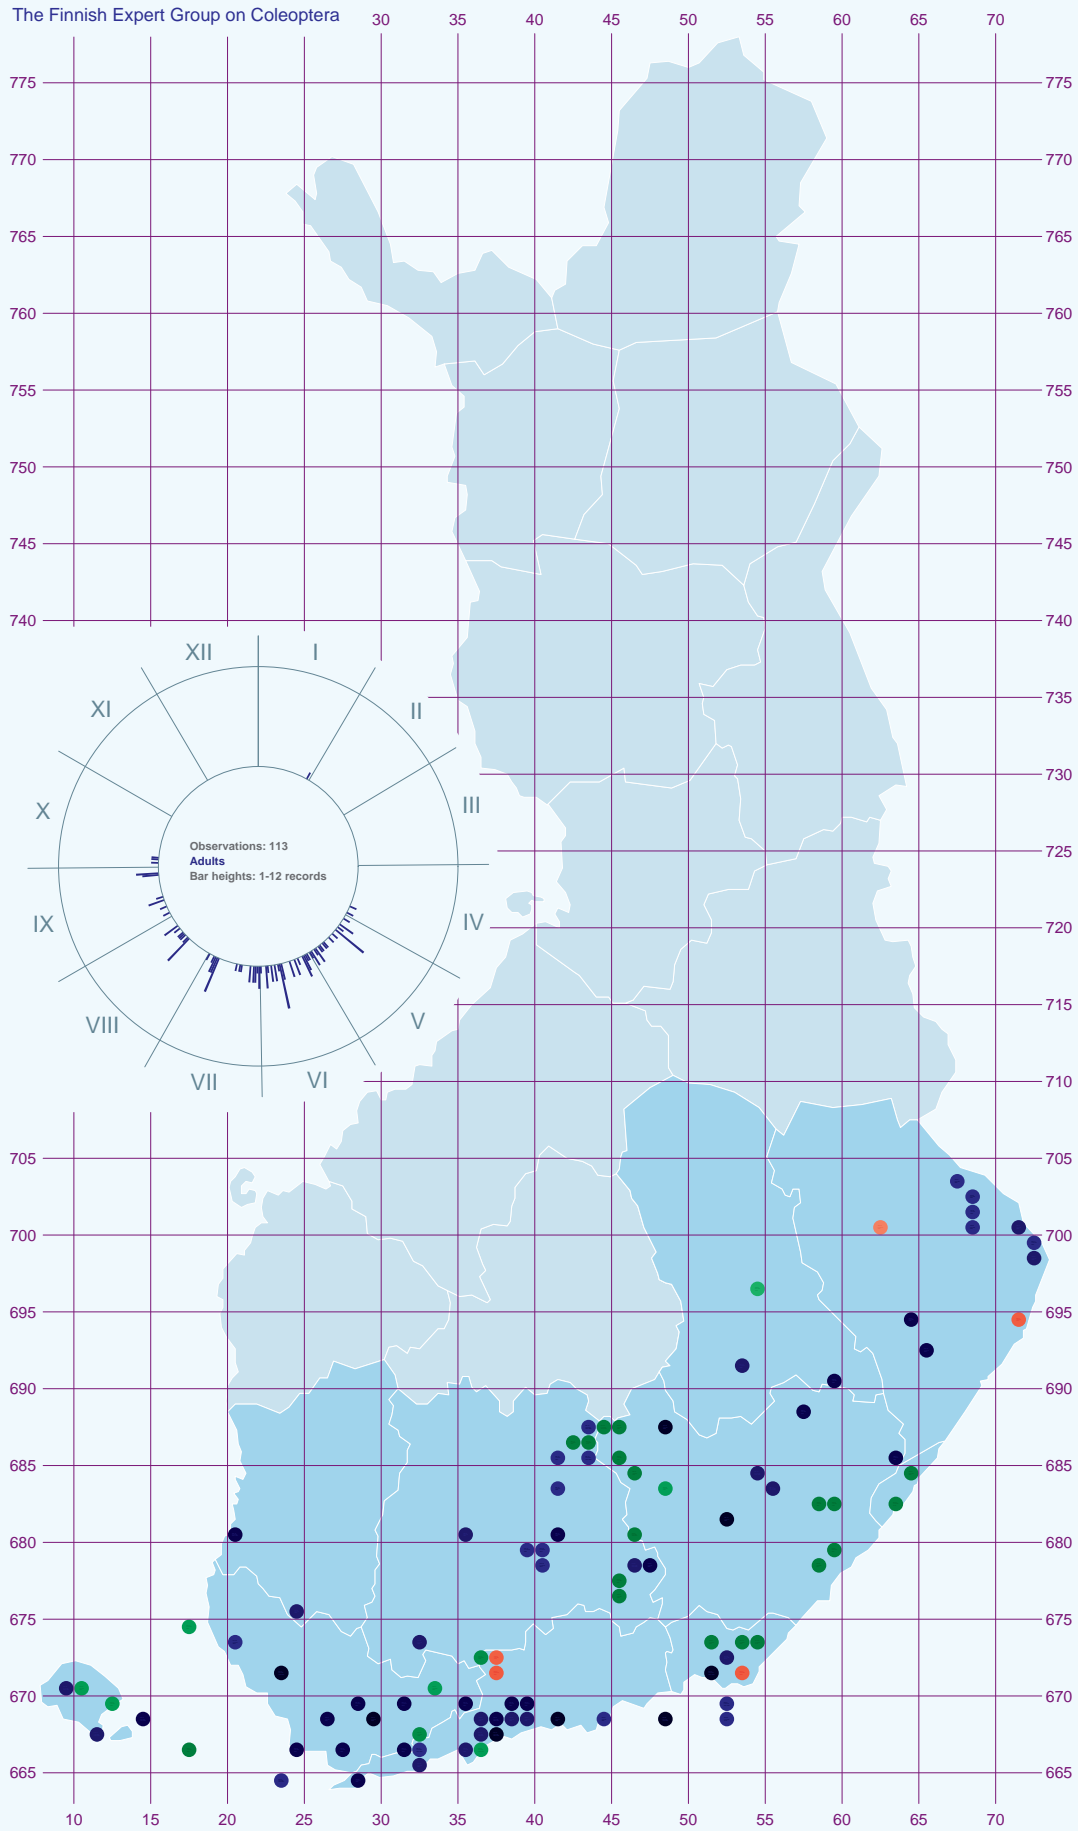 The Finnish Expert Group on Coleoptera
30 35 40 45 50 55 60 65 70
775 775
770 770
765 765
760 760
755 755
750 750
745 745
740 740
XII I
XI II
735
X III
730
Observations: 113
Adults
Bar heights: 1-12 records
725
IX IV
720
VIII V
715
VII VI
710
705 705
700 700
695 695
690 690
685 685
680 680
675 675
670 670
665 665
10 15 20 25 30 35 40 45 50 55 60 65 70